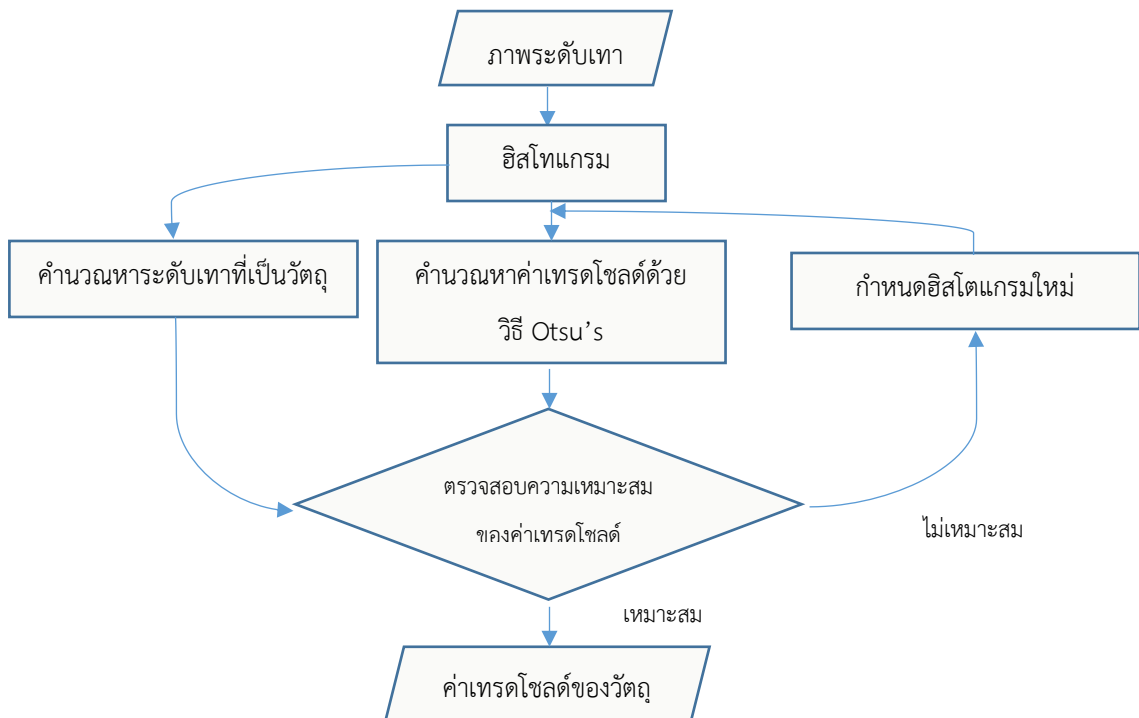 ภาพระดับเทา
ฮิสโทแกรม
คำนวณหาระดับเทาที่เป็นวัตถุ
คำนวณหาค่าเทรดโชลด์ด้วย
วิธี Otsu’s
กำหนดฮิสโตแกรมใหม่
ตรวจสอบความเหมาะสม
ของค่าเทรดโชลด์
ไม่เหมาะสม
เหมาะสม
ค่าเทรดโชลด์ของวัตถุ